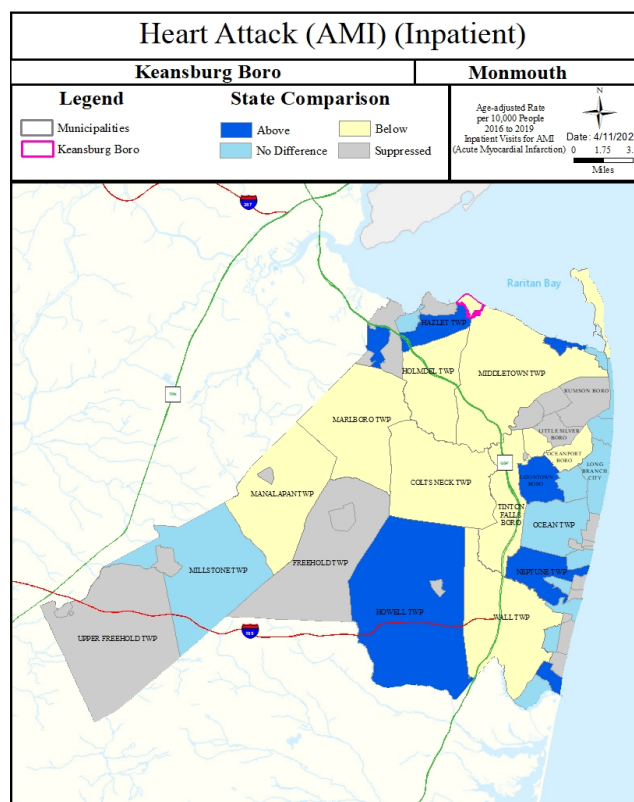 Heart Attack (AMI) (Inpatient)
Keansburg Boro
Monmouth
Legend
State Comparison
Municipalities
Keansburg Boro
Above
Below
No Difference
Suppressed
Age-adjusted Rate
per 10,000 People
2016 to 2019
Inpatient Visits for AMI
(Acute Myocardial Infarction)
N
Date: 4/11/202
0 1.75 3.
Miles
287
Raritan Bay
HAZLET TWP
HOLMDEL TWP
MIDDLETOWN TWP
RUMSON BORO
MARLBORO TWP
LITTLE SILVER
BORO
OCEANPORT
BORO
LONG
BRANCH
CITY
COLTS NECK TWP
MANALAPAN TWP
BORO
TINTON
FALLS
BORO
OCEAN TWP
MILLSTONE TWP
FREEHOLD TWP
NEPTUNE TWP
HOWELL TWP
WALL TWP
UPPER FREEHOLD TWP
195